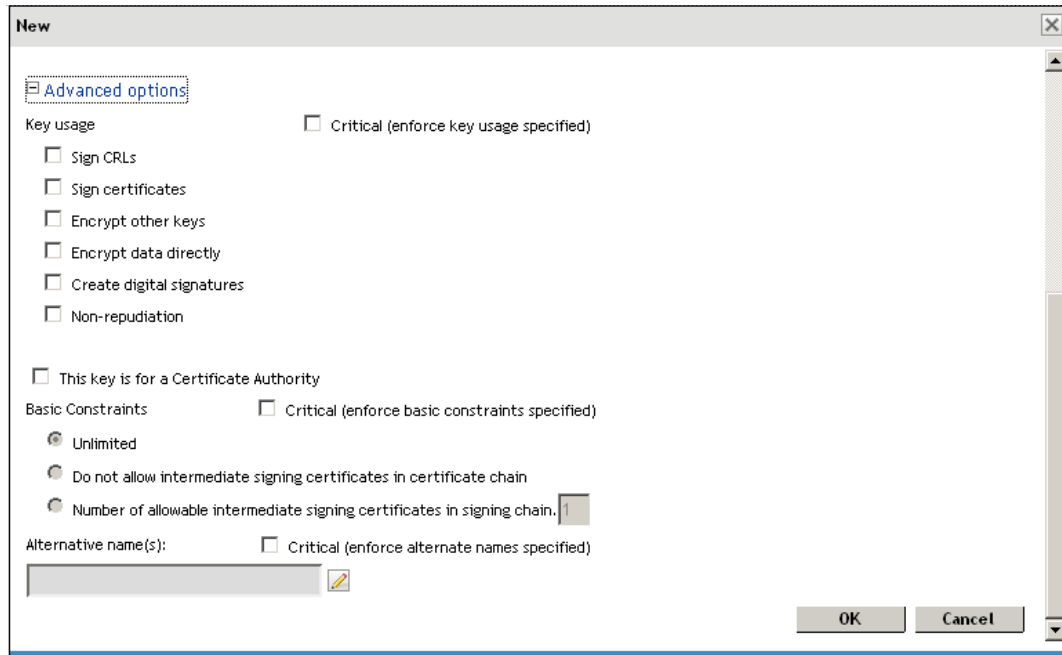 New
Advanced options
Key usage Critical (enforce key usage specified)
Sign CRLs
Sign certificates
Encrypt other keys
Encrypt data directly
Create digital signatures
Non-repudiation
This key is for a Certificate Authority
Basic Constraints Critical (enforce basic constraints specified)
Unlimited
Do not allow intermediate signing certificates in certificate chain
Number of allowable intermediate signing certificates in signing chain. 1
Alternative name(s): Critical (enforce alternate names specified)
OK Cancel